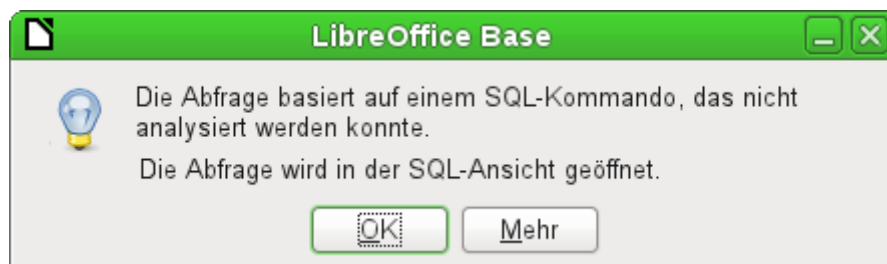 LibreOffice Base
Die Abfrage basiert auf einem SQL-Kommando, das nicht
analysiert werden konnte.
Die Abfrage wird in der SQL-Ansicht geöffnet.
OK
Mehr